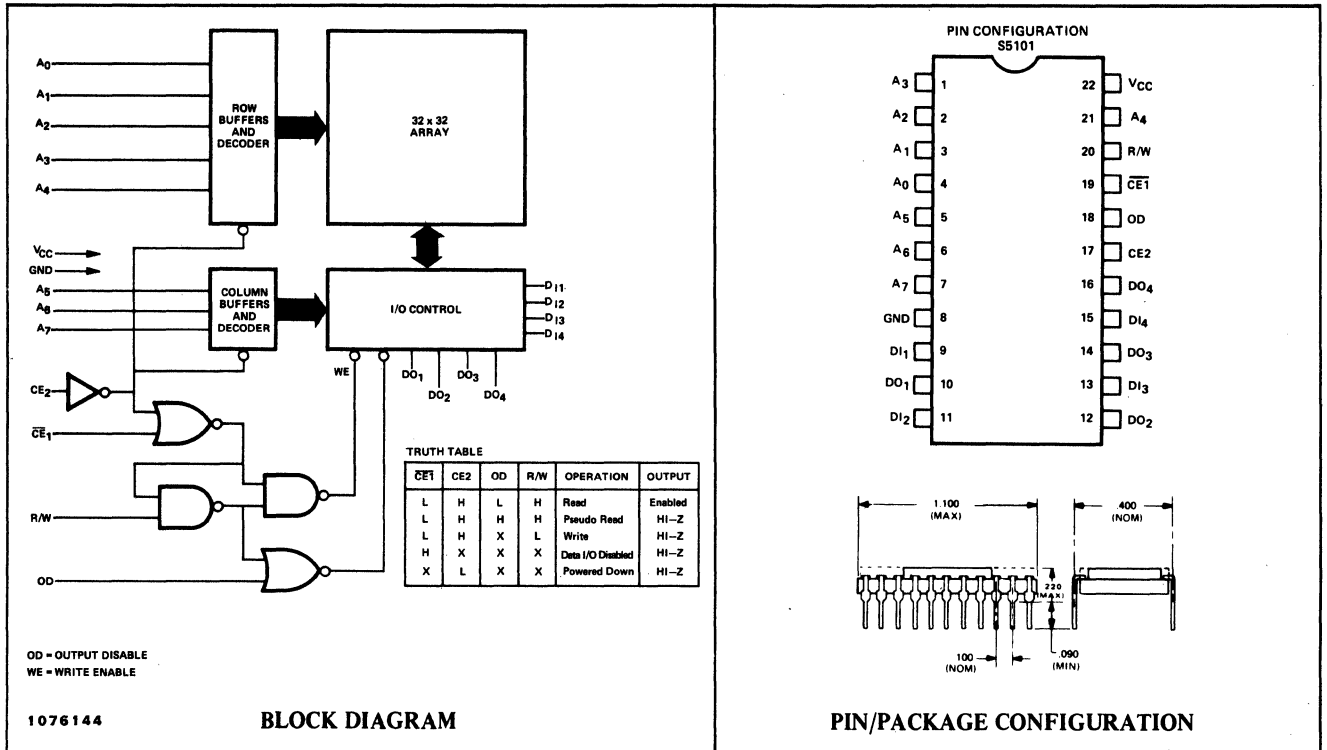 A0
A1
A2
A3
A4
ROW
BUFFERS
AND
DECODER
32 x 32
ARRAY
VCC
GND
A5
A6
A7
COLUMN
BUFFERS
AND
DECODER
I/O CONTROL
DI1
DI2
DI3
DI4
WE
DO1
DO2
DO3
DO4
CE2
C̅E̅1
R/W
OD
TRUTH TABLE
C̅E̅1̅ CE2 OD R/W OPERATION OUTPUT
L H L H Read Enabled
L H H H Pseudo Read HI–Z
L H X L Write HI–Z
H X X X Data I/O Disabled HI–Z
X L X X Powered Down HI–Z
OD = OUTPUT DISABLE
WE = WRITE ENABLE
1076144
BLOCK DIAGRAM
PIN CONFIGURATION
S5101
A3 1 22 VCC
A2 2 21 A4
A1 3 20 R/W
A0 4 19 C̅E̅1̅
A5 5 18 OD
A6 6 17 CE2
A7 7 16 DO4
GND 8 15 DI4
DI1 9 14 DO3
DO1 10 13 DI3
DI2 11 12 DO2
1.100
(MAX)
.400
(NOM)
.220
(MAX)
.100
(NOM)
.090
(MIN)
PIN/PACKAGE CONFIGURATION